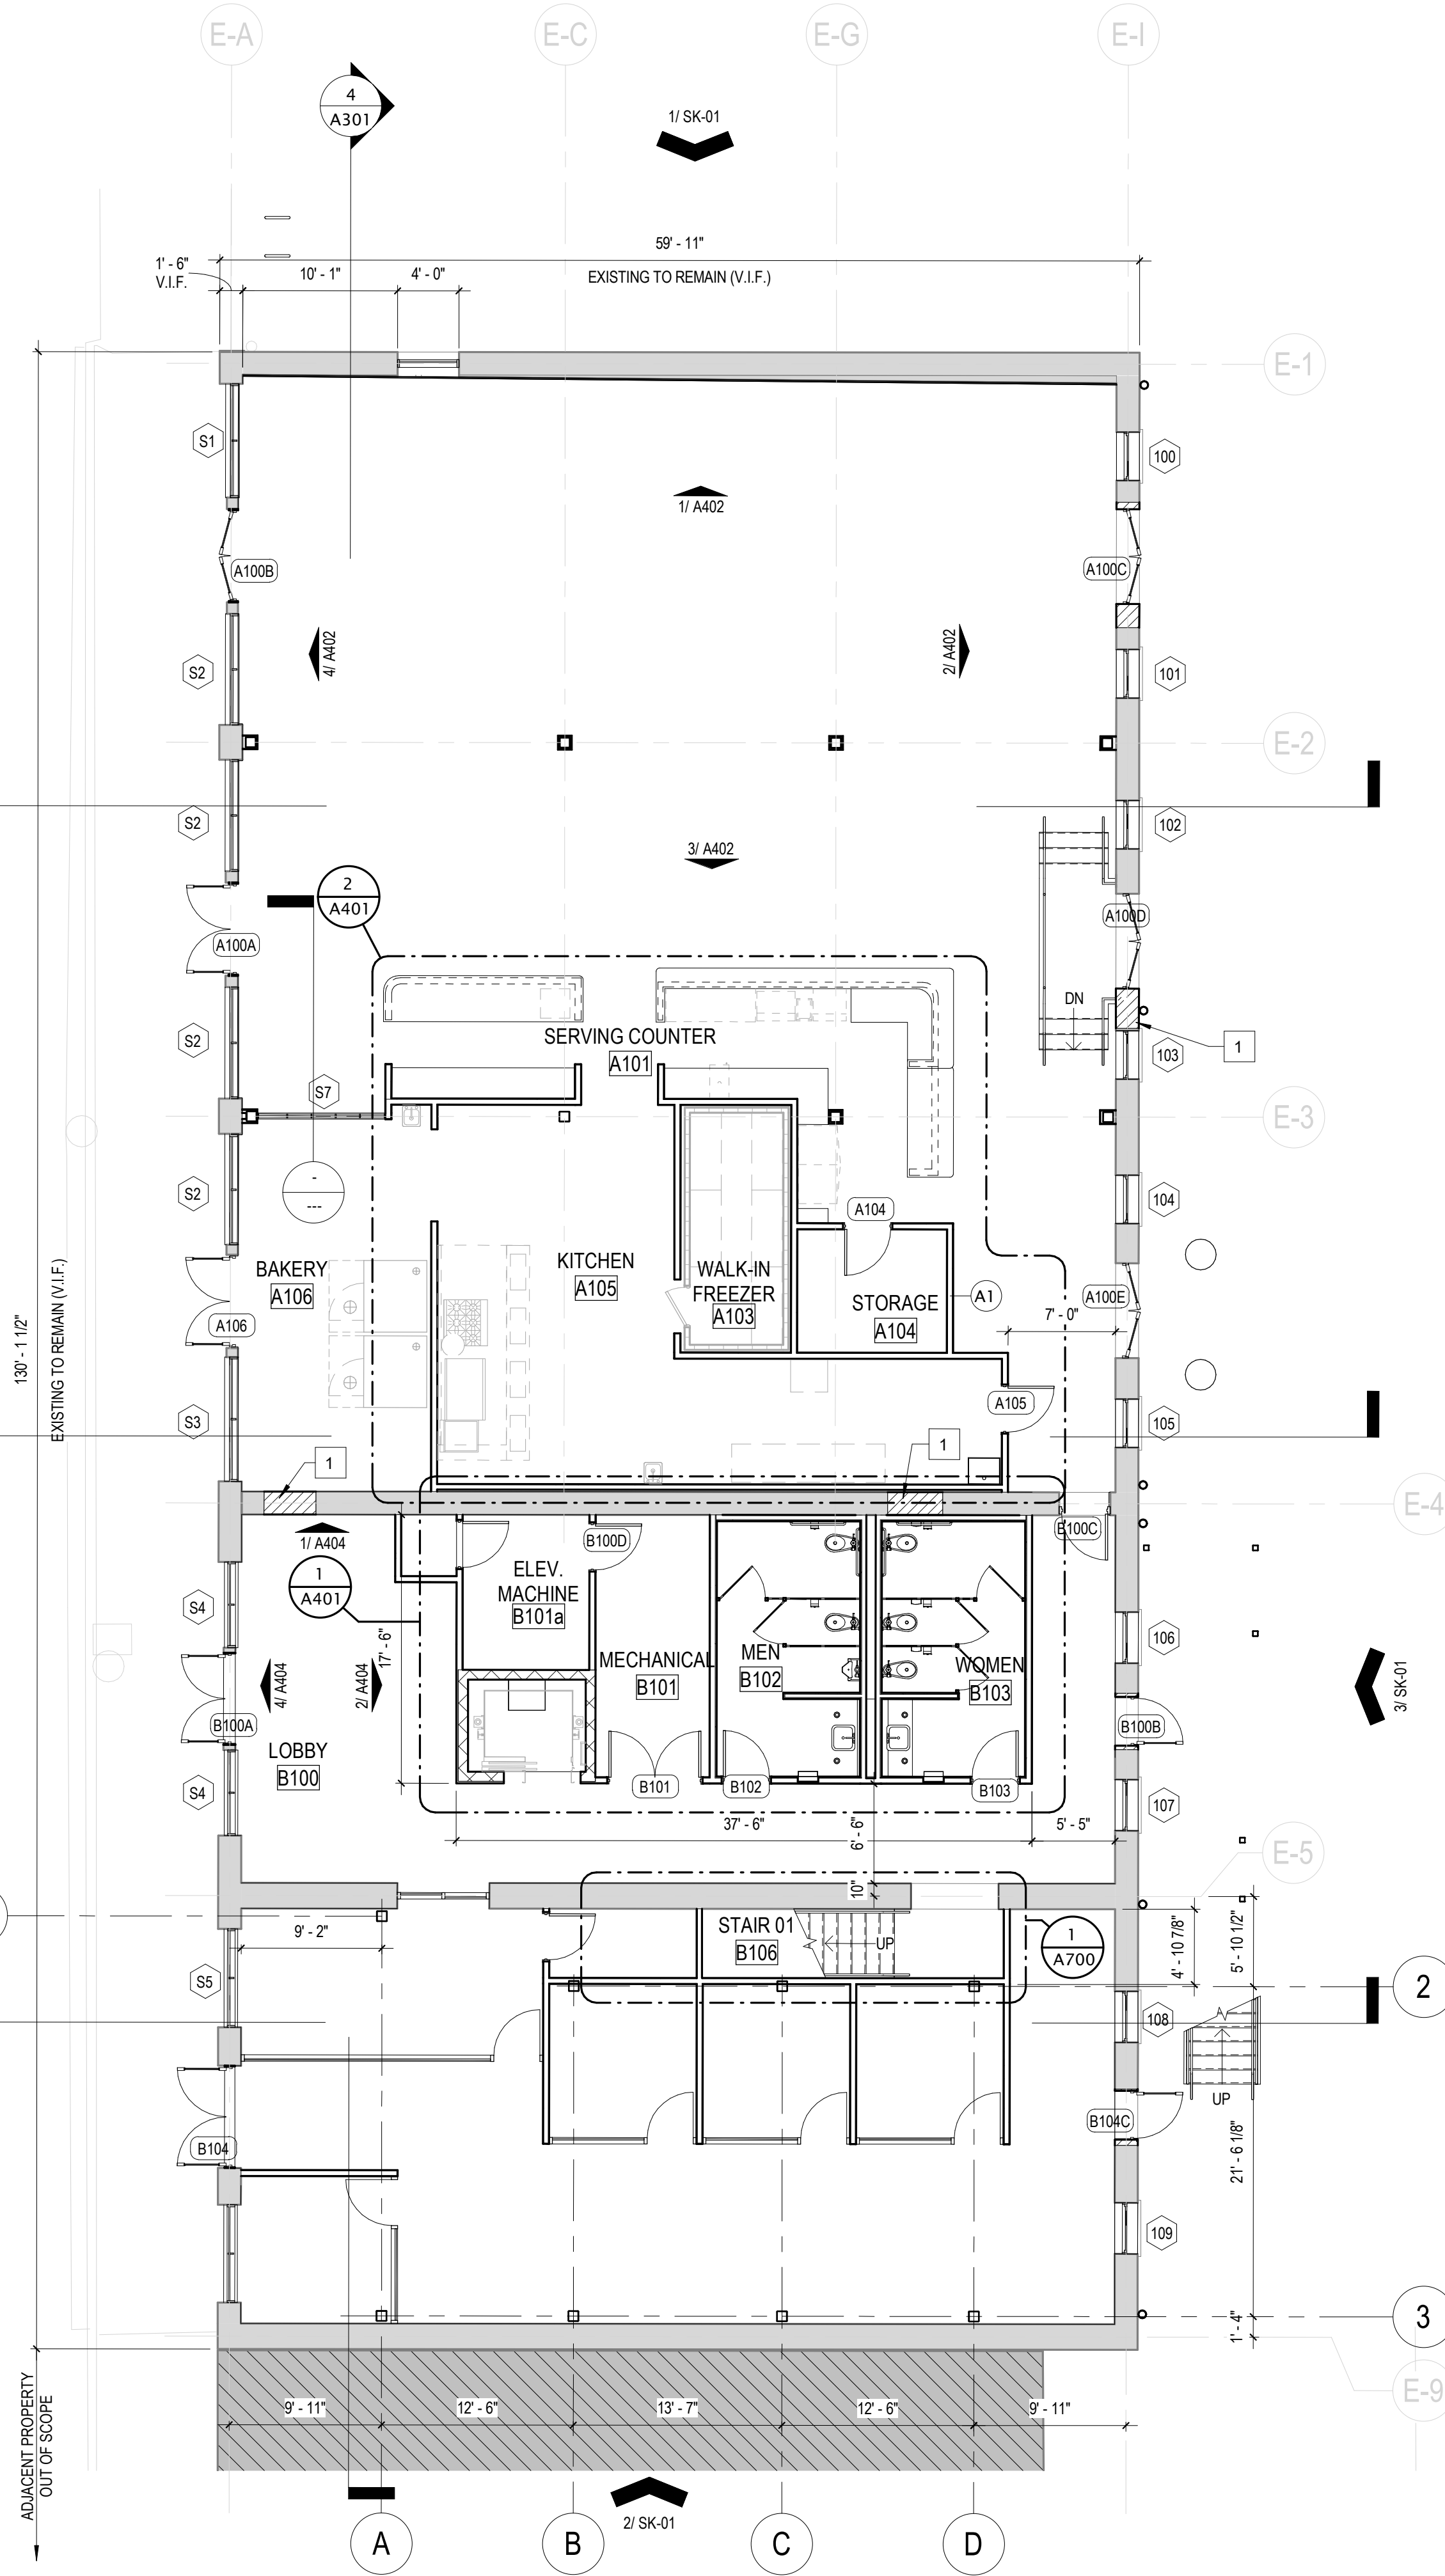 E-A
E-C
E-G
E-I
4
A301
1/ SK-01
59' - 11"
1' - 6"
V.I.F.
10' - 1"
4' - 0"
EXISTING TO REMAIN (V.I.F.)
E-1
S1
100
1/ A402
A100B
A100C
4/ A402
2/ A402
S2
101
E-2
S2
102
3/ A402
2
A401
A100A
A100D
DN
SERVING COUNTER
A101
S2
103
1
S7
E-3
-
---
S2
104
A104
BAKERY
A106
KITCHEN
A105
WALK-IN
FREEZER
A103
STORAGE
A104
A1
A100E
7' - 0"
A106
130' - 1 1/2"
EXISTING TO REMAIN (V.I.F.)
S3
A105
105
1
1
E-4
1/ A404
B100D
B100C
1
A401
ELEV.
MACHINE
B101a
S4
106
17' - 6"
MECHANICAL
B101
MEN
B102
WOMEN
B103
4/ A404
2/ A404
3/ SK-01
B100A
B100B
LOBBY
B100
S4
B101
B102
B103
107
37' - 6"
6' - 6"
5' - 5"
E-5
10"
9' - 2"
STAIR 01
B106
UP
1
A700
4' - 10 7/8"
5' - 10 1/2"
S5
2
108
UP
B104C
B104
21' - 6 1/8"
109
3
1' - 4"
E-9
ADJACENT PROPERTY
OUT OF SCOPE
9' - 11"
12' - 6"
13' - 7"
12' - 6"
9' - 11"
2/ SK-01
A
B
C
D